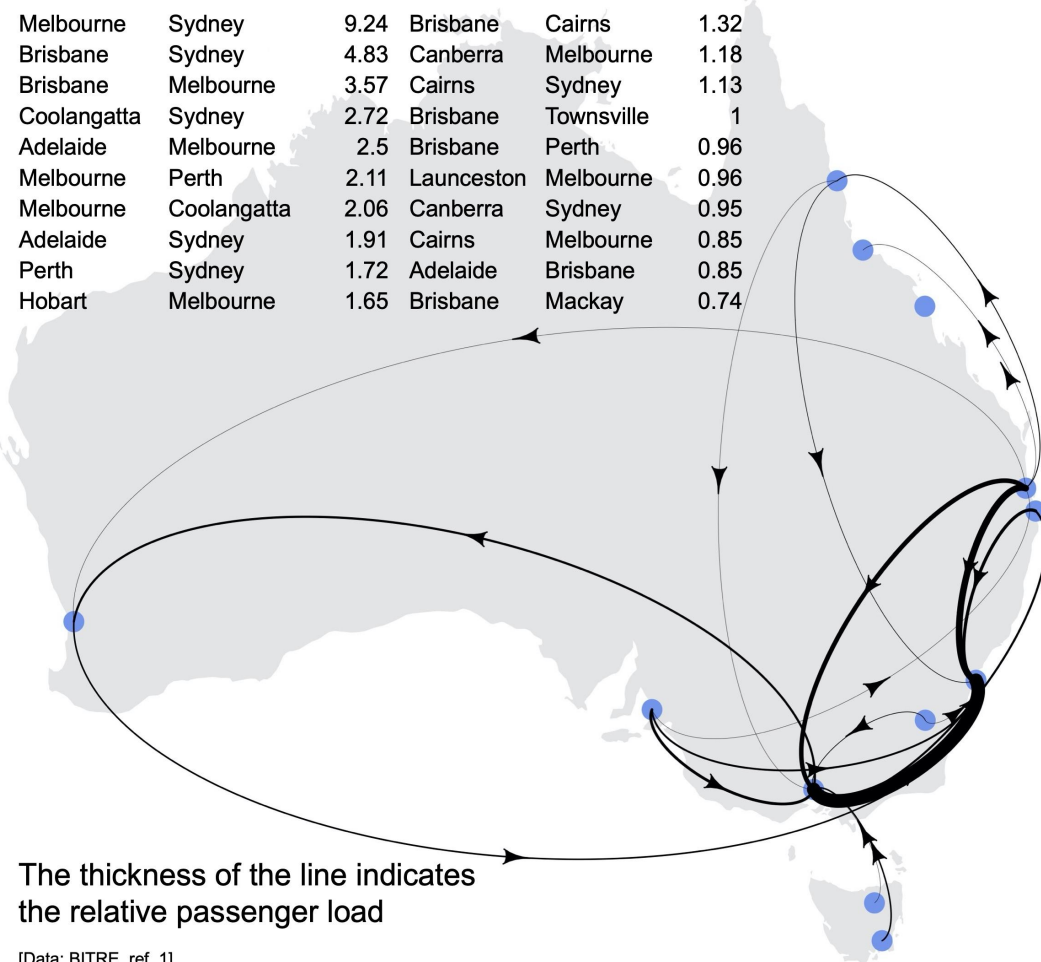 Melbourne Sydney 9.24 Brisbane Cairns 1.32
Brisbane Sydney 4.83 Canberra Melbourne 1.18
Brisbane Melbourne 3.57 Cairns Sydney 1.13
Coolangatta Sydney 2.72 Brisbane Townsville 1
Adelaide Melbourne 2.5 Brisbane Perth 0.96
Melbourne Perth 2.11 Launceston Melbourne 0.96
Melbourne Coolangatta 2.06 Canberra Sydney 0.95
Adelaide Sydney 1.91 Cairns Melbourne 0.85
Perth Sydney 1.72 Adelaide Brisbane 0.85
Hobart Melbourne 1.65 Brisbane Mackay 0.74
The thickness of the line indicates
the relative passenger load
[Data: BITRE, ref. 1]